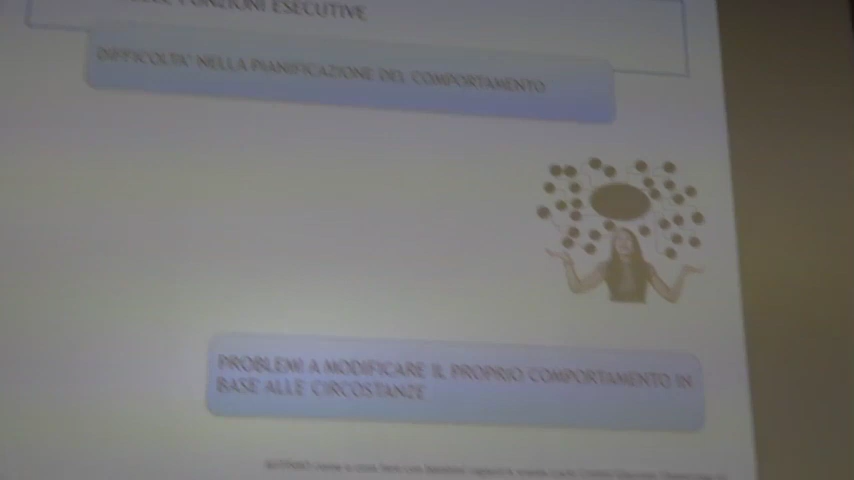 FUNZIONI ESECUTIVE
DIFFICOLTA' NELLA PIANIFICAZIONE DEL COMPORTAMENTO
PROBLEMI A MODIFICARE IL PROPRIO COMPORTAMENTO IN
BASE ALLE CIRCOSTANZE